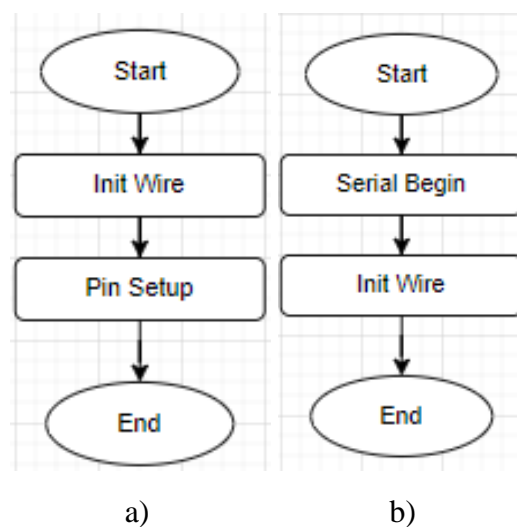 Start
Init Wire
Pin Setup
End
a)
Start
Serial Begin
Init Wire
End
b)